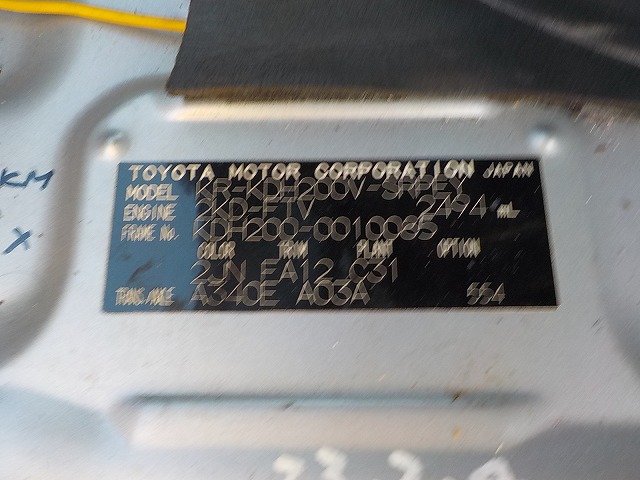 TOYOTA MOTOR CORPORATION JAPAN
MODEL KR-KDH200V-SRPEY
ENGINE 2KD-FTV 2494 mL
FRAME No. KDH200-0010085
COLOR TRIM PLANT OPTION
2JN FA12 C31
TRANS./AXLE A340E A03A 554
KM
X